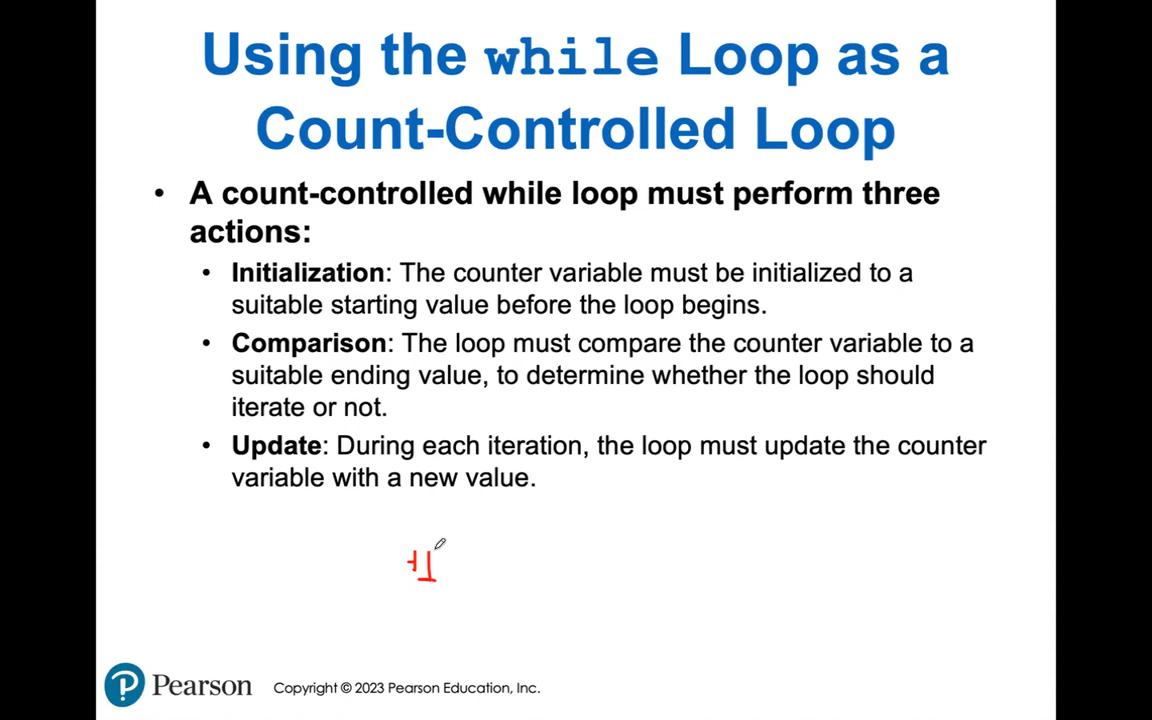 Using the while Loop as a
Count-Controlled Loop
• A count-controlled while loop must perform three
actions:
• Initialization: The counter variable must be initialized to a
suitable starting value before the loop begins.
• Comparison: The loop must compare the counter variable to a
suitable ending value, to determine whether the loop should
iterate or not.
• Update: During each iteration, the loop must update the counter
variable with a new value.
Pearson
Copyright © 2023 Pearson Education, Inc.